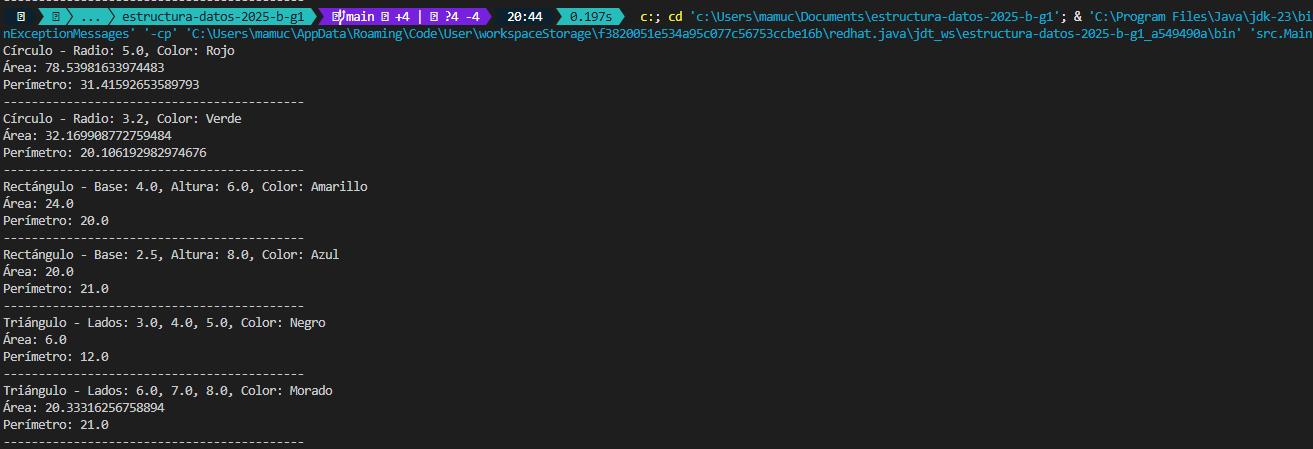 -------------------------------------------
... estructura-datos-2025-b-g1 main +4 | ?4 -4 20:44 0.197s c:; cd 'c:\Users\mamuc\Documents\estructura-datos-2025-b-g1'; & 'C:\Program Files\Java\jdk-23\bi
nExceptionMessages' '-cp' 'C:\Users\mamuc\AppData\Roaming\Code\User\workspaceStorage\f3820051e534a95c077c56753ccbe16b\redhat.java\jdt_ws\estructura-datos-2025-b-g1_a549490a\bin' 'src.Main
Círculo - Radio: 5.0, Color: Rojo
Área: 78.53981633974483
Perímetro: 31.41592653589793
-------------------------------------------
Círculo - Radio: 3.2, Color: Verde
Área: 32.169908772759484
Perímetro: 20.106192982974676
-------------------------------------------
Rectángulo - Base: 4.0, Altura: 6.0, Color: Amarillo
Área: 24.0
Perímetro: 20.0
-------------------------------------------
Rectángulo - Base: 2.5, Altura: 8.0, Color: Azul
Área: 20.0
Perímetro: 21.0
-------------------------------------------
Triángulo - Lados: 3.0, 4.0, 5.0, Color: Negro
Área: 6.0
Perímetro: 12.0
-------------------------------------------
Triángulo - Lados: 6.0, 7.0, 8.0, Color: Morado
Área: 20.33316256758894
Perímetro: 21.0
-------------------------------------------